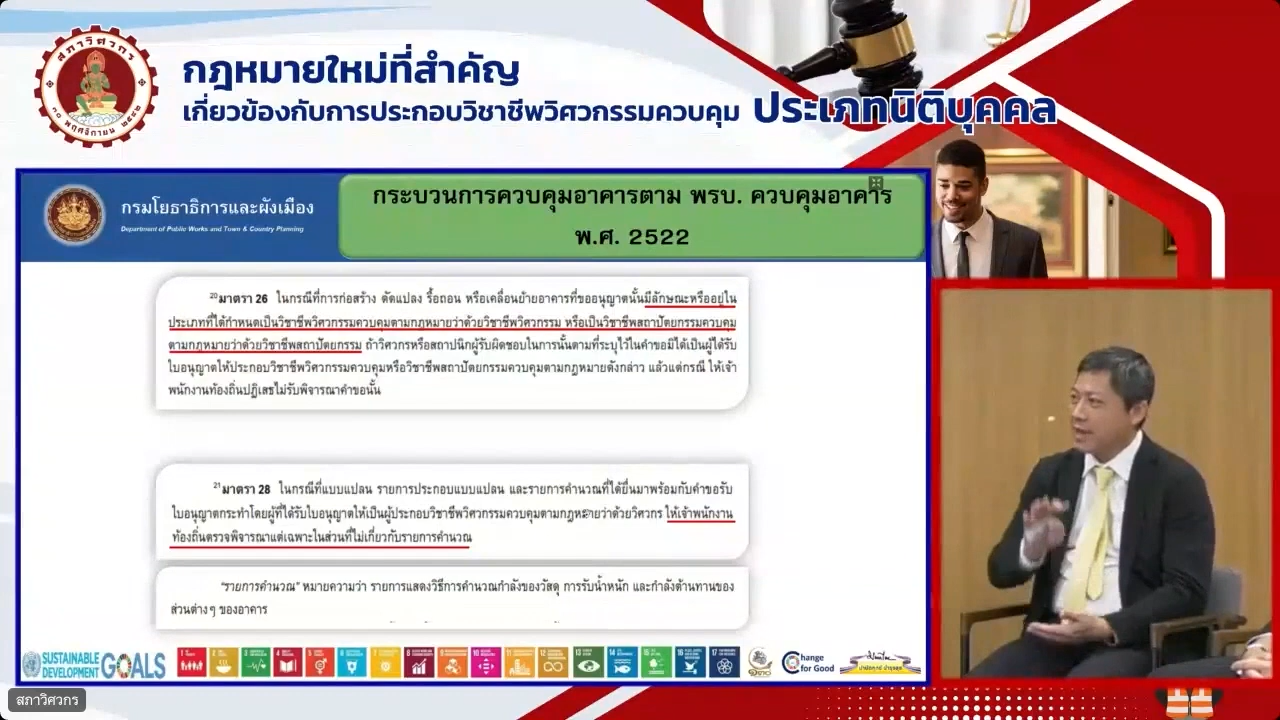 สภาวิศวกร
๓๐ พฤศจิกายน ๒๕๔๒
กฎหมายใหม่ที่สำคัญ
เกี่ยวข้องกับการประกอบวิชาชีพวิศวกรรมควบคุม ประเภทนิติบุคคล
กรมโยธาธิการและผังเมือง
Department of Public Works and Town & Country Planning
กระบวนการควบคุมอาคารตาม พรบ. ควบคุมอาคาร
พ.ศ. 2522
20มาตรา 26 ในกรณีที่การก่อสร้าง ดัดแปลง รื้อถอน หรือเคลื่อนย้ายอาคารที่ขออนุญาตนั้นมีลักษณะหรืออยู่ใน
ประเภทที่ได้กำหนดเป็นวิชาชีพวิศวกรรมควบคุมตามกฎหมายว่าด้วยวิชาชีพวิศวกรรม หรือเป็นวิชาชีพสถาปัตยกรรมควบคุม
ตามกฎหมายว่าด้วยวิชาชีพสถาปัตยกรรม ถ้าวิศวกรหรือสถาปนิกผู้รับผิดชอบในการนั้นตามที่ระบุไว้ในคำขอมิได้เป็นผู้ได้รับ
ใบอนุญาตให้ประกอบวิชาชีพวิศวกรรมควบคุมหรือวิชาชีพสถาปัตยกรรมควบคุมตามกฎหมายดังกล่าว แล้วแต่กรณี ให้เจ้า
พนักงานท้องถิ่นปฏิเสธไม่รับพิจารณาคำขอนั้น
21มาตรา 28 ในกรณีที่แบบแปลน รายการประกอบแบบแปลน และรายการคำนวณที่ได้ยื่นมาพร้อมกับคำขอรับ
ใบอนุญาตกระทำโดยผู้ที่ได้รับใบอนุญาตให้เป็นผู้ประกอบวิชาชีพวิศวกรรมควบคุมตามกฎหมายว่าด้วยวิศวกร ให้เจ้าพนักงาน
ท้องถิ่นตรวจพิจารณาแต่เฉพาะในส่วนที่ไม่เกี่ยวกับรายการคำนวณ
“รายการคำนวณ” หมายความว่า รายการแสดงวิธีการคำนวณกำลังของวัสดุ การรับน้ำหนัก และกำลังต้านทานของ
ส่วนต่างๆ ของอาคาร
SUSTAINABLE DEVELOPMENT GOALS
Change for Good
สภาวิศวกร